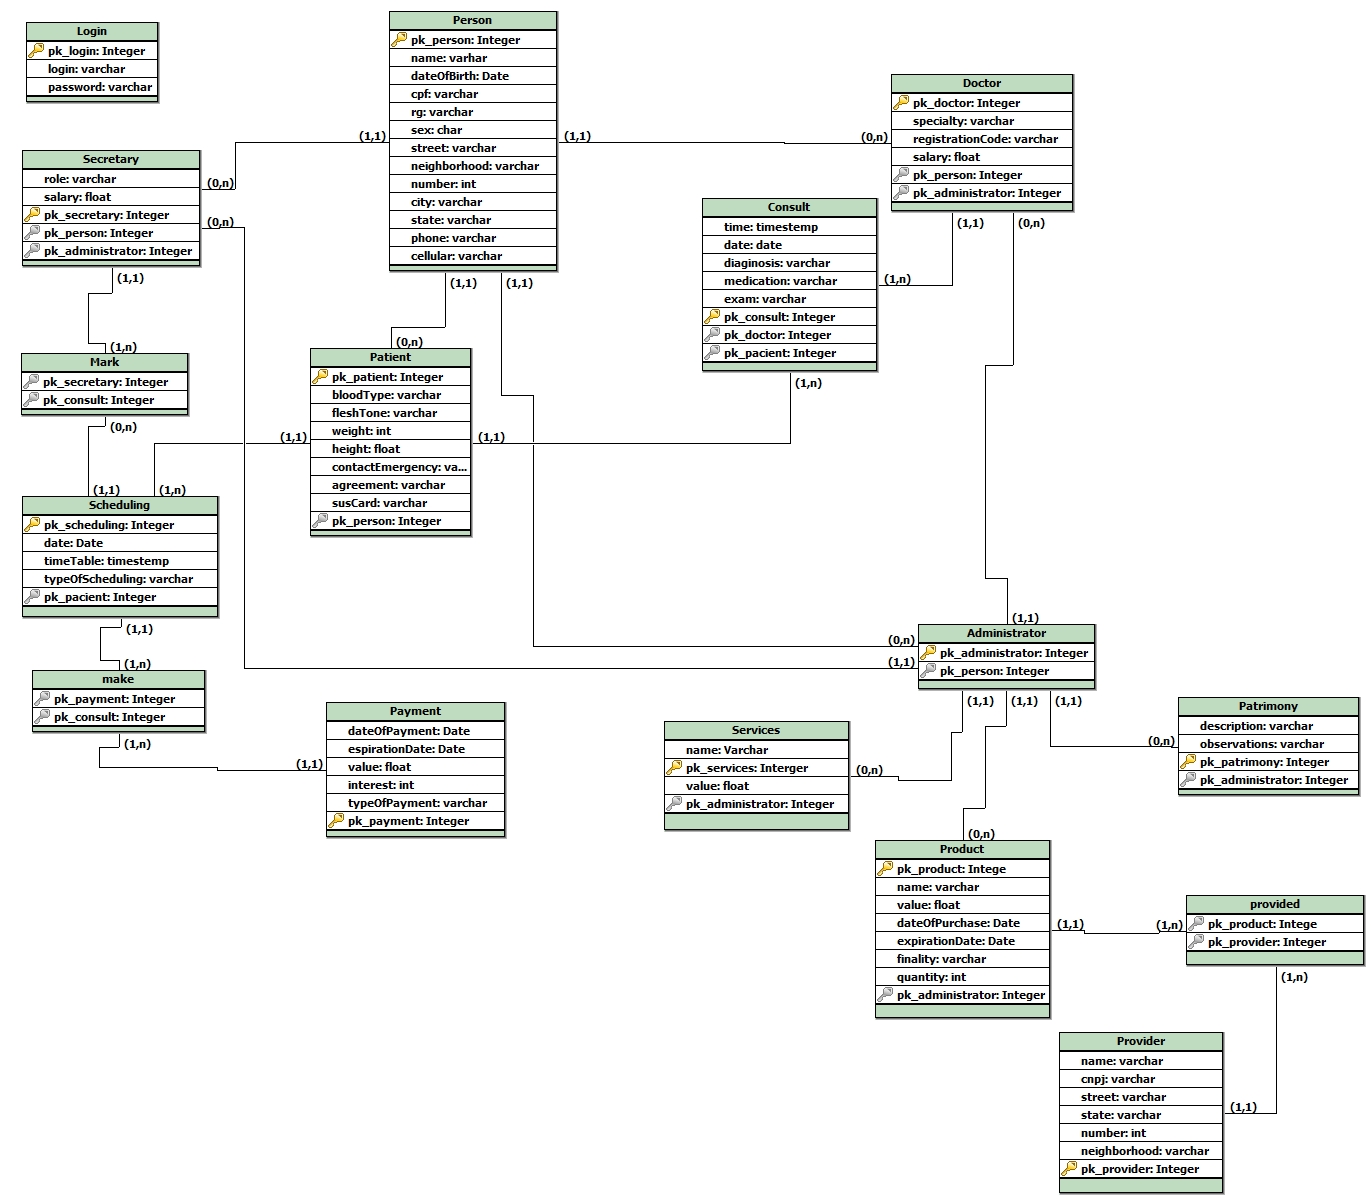 Login
pk_login: Integer
login: varchar
password: varchar
Person
pk_person: Integer
name: varhar
dateOfBirth: Date
cpf: varchar
rg: varchar
sex: char
street: varchar
neighborhood: varchar
number: int
city: varchar
state: varchar
phone: varchar
cellular: varchar
(1,1)
(1,1)
(1,1)
(1,1)
Doctor
pk_doctor: Integer
specialty: varchar
registrationCode: varchar
salary: float
pk_person: Integer
pk_administrator: Integer
(0,n)
(1,1)
(0,n)
Secretary
role: varchar
salary: float
pk_secretary: Integer
pk_person: Integer
pk_administrator: Integer
(0,n)
(0,n)
(1,1)
Consult
time: timestemp
date: date
diagnosis: varchar
medication: varchar
exam: varchar
pk_consult: Integer
pk_doctor: Integer
pk_pacient: Integer
(1,n)
(1,n)
(1,n)
Mark
pk_secretary: Integer
pk_consult: Integer
(0,n)
(0,n)
Patient
pk_patient: Integer
bloodType: varchar
fleshTone: varchar
weight: int
height: float
contactEmergency: va...
agreement: varchar
susCard: varchar
pk_person: Integer
(1,1)
(1,1)
(1,1)
(1,n)
Scheduling
pk_scheduling: Integer
date: Date
timeTable: timestemp
typeOfScheduling: varchar
pk_pacient: Integer
(1,1)
(1,n)
make
pk_payment: Integer
pk_consult: Integer
(1,n)
(1,1)
Payment
dateOfPayment: Date
espirationDate: Date
value: float
interest: int
typeOfPayment: varchar
pk_payment: Integer
(1,1)
Administrator
pk_administrator: Integer
pk_person: Integer
(0,n)
(1,1)
(1,1)
(1,1)
(1,1)
Services
name: Varchar
pk_services: Interger
value: float
pk_administrator: Integer
(0,n)
(0,n)
Patrimony
description: varchar
observations: varchar
pk_patrimony: Integer
pk_administrator: Integer
(0,n)
Product
pk_product: Intege
name: varchar
value: float
dateOfPurchase: Date
expirationDate: Date
finality: varchar
quantity: int
pk_administrator: Integer
(1,1)
(1,n)
provided
pk_product: Intege
pk_provider: Integer
(1,n)
Provider
name: varchar
cnpj: varchar
street: varchar
state: varchar
number: int
neighborhood: varchar
pk_provider: Integer
(1,1)